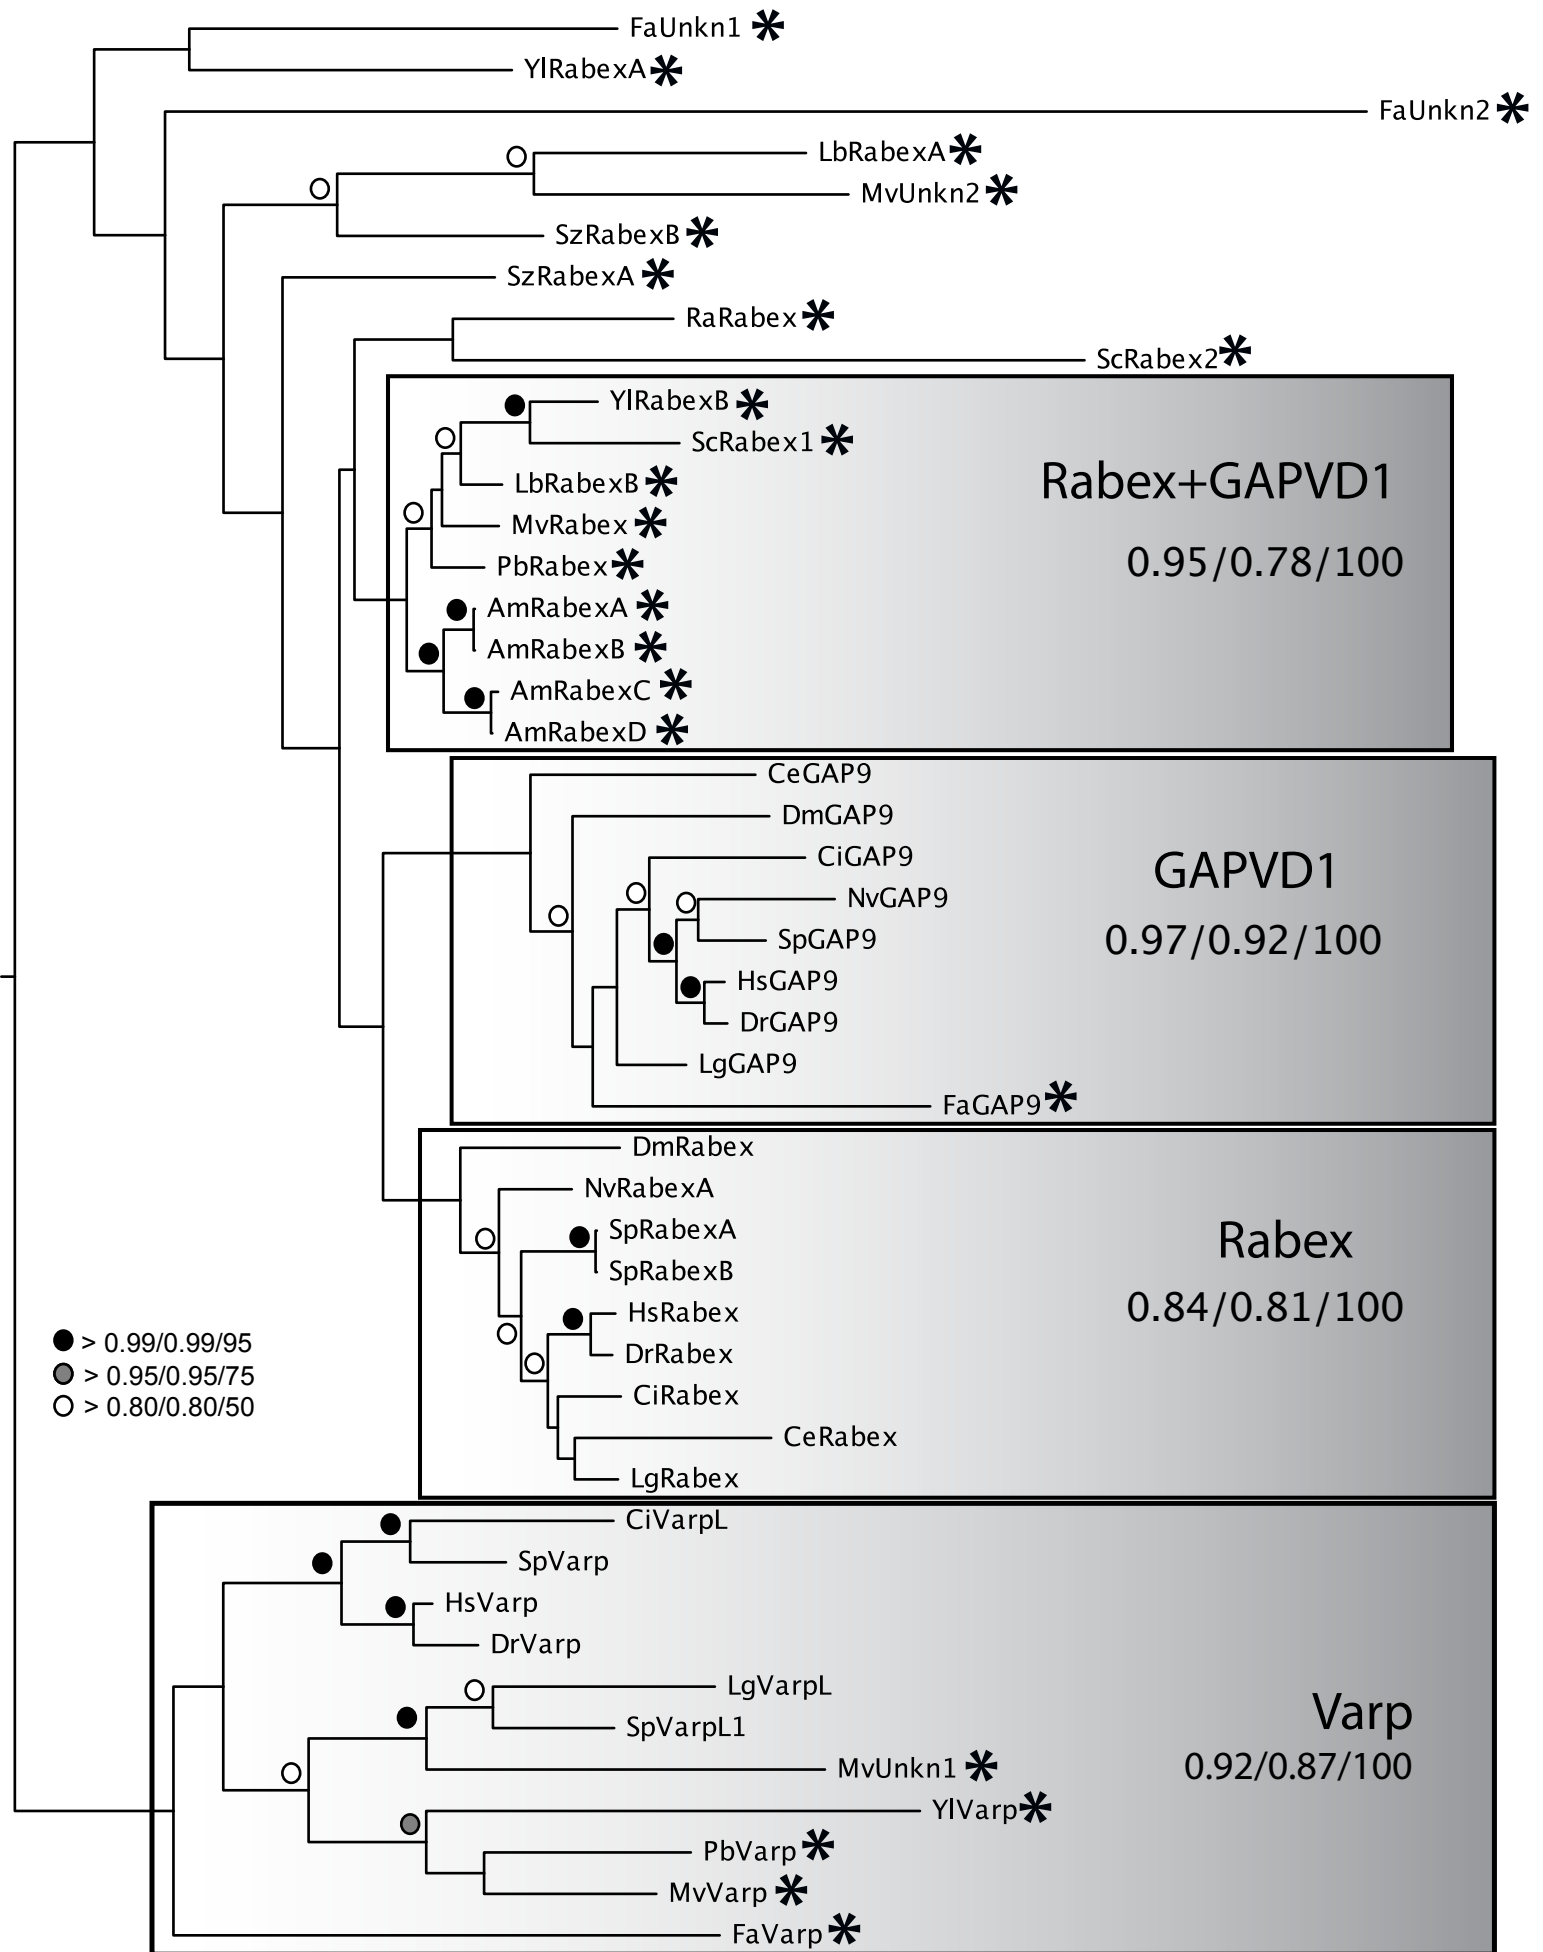 FaUnkn1 *
YlRabexA *
FaUnkn2 *
LbRabexA *
MvUnkn2 *
SzRabexB *
SzRabexA *
RaRabex *
ScRabex2 *
YlRabexB *
ScRabex1 *
LbRabexB *
MvRabex *
PbRabex *
AmRabexA *
AmRabexB *
AmRabexC *
AmRabexD *
Rabex+GAPVD1
0.95/0.78/100
CeGAP9
DmGAP9
CiGAP9
NvGAP9
SpGAP9
HsGAP9
DrGAP9
LgGAP9
FaGAP9 *
GAPVD1
0.97/0.92/100
DmRabex
NvRabexA
SpRabexA
SpRabexB
HsRabex
DrRabex
CiRabex
CeRabex
LgRabex
Rabex
0.84/0.81/100
> 0.99/0.99/95
> 0.95/0.95/75
> 0.80/0.80/50
CiVarpL
SpVarp
HsVarp
DrVarp
LgVarpL
SpVarpL1
MvUnkn1 *
YlVarp *
PbVarp *
MvVarp *
FaVarp *
Varp
0.92/0.87/100